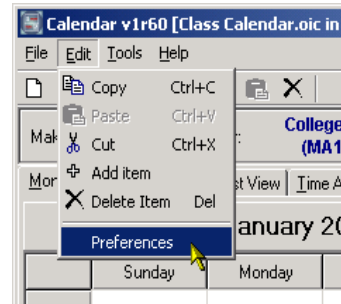 Calendar v1r60 [Class Calendar.oic in
File Edit Tools Help
Copy Ctrl+C
Paste Ctrl+V
Cut Ctrl+X
Add item
Delete Item Del
Preferences
Mak
: College
(MA1
Mor
st View Time A
anuary 20
Sunday Monday